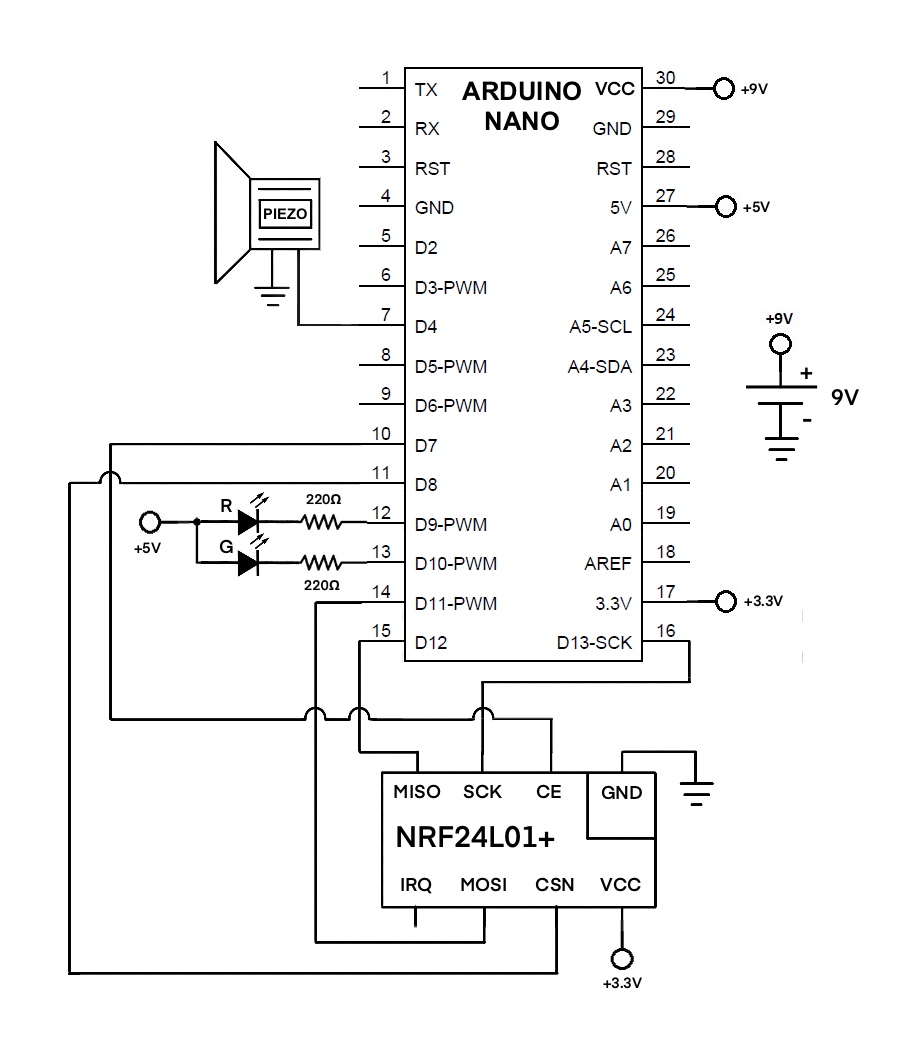 ARDUINO
NANO
1 TX
2 RX
3 RST
4 GND
5 D2
6 D3-PWM
7 D4
8 D5-PWM
9 D6-PWM
10 D7
11 D8
12 D9-PWM
13 D10-PWM
14 D11-PWM
15 D12
VCC 30 +9V
GND 29
RST 28
5V 27 +5V
A7 26
A6 25
A5-SCL 24
A4-SDA 23
A3 22
A2 21
A1 20
A0 19
AREF 18
3.3V 17 +3.3V
D13-SCK 16
PIEZO
+9V
+
9V
-
R 220Ω
+5V
G
220Ω
MISO SCK CE GND
NRF24L01+
IRQ MOSI CSN VCC
+3.3V